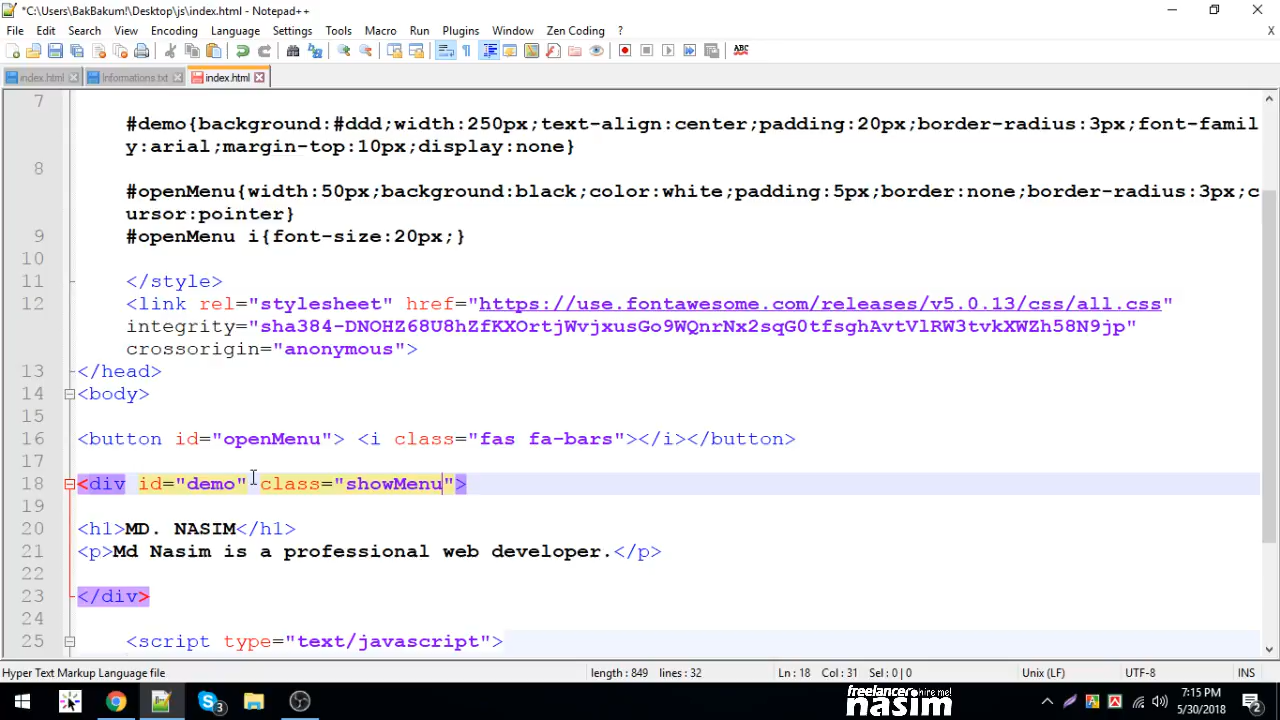 *C:\Users\BakBakum!\Desktop\js\index.html - Notepad++
File Edit Search View Encoding Language Settings Tools Macro Run Plugins Window Zen Coding ? X
ABC
index.html Informations.txt index.html
7
#demo{background:#ddd;width:250px;text-align:center;padding:20px;border-radius:3px;font-famil
y:arial;margin-top:10px;display:none}
8
#openMenu{width:50px;background:black;color:white;padding:5px;border:none;border-radius:3px;c
ursor:pointer}
9 #openMenu i{font-size:20px;}
10
11 </style>
12 <link rel="stylesheet" href="https://use.fontawesome.com/releases/v5.0.13/css/all.css"
integrity="sha384-DNOHZ68U8hZfKXOrtjWvjxusGo9WQnrNx2sqG0tfsghAvtVlRW3tvkXWZh58N9jp"
crossorigin="anonymous">
13 </head>
14 <body>
15
16 <button id="openMenu"> <i class="fas fa-bars"></i></button>
17
18 <div id="demo" class="showMenu">
19
20 <h1>MD. NASIM</h1>
21 <p>Md Nasim is a professional web developer.</p>
22
23 </div>
24
25 <script type="text/javascript">
Hyper Text Markup Language file length : 849 lines : 32 Ln : 18 Col : 31 Sel : 0 | 0 Unix (LF) UTF-8 INS
freelancer hire me!
nasim
3
7:15 PM
5/30/2018
2